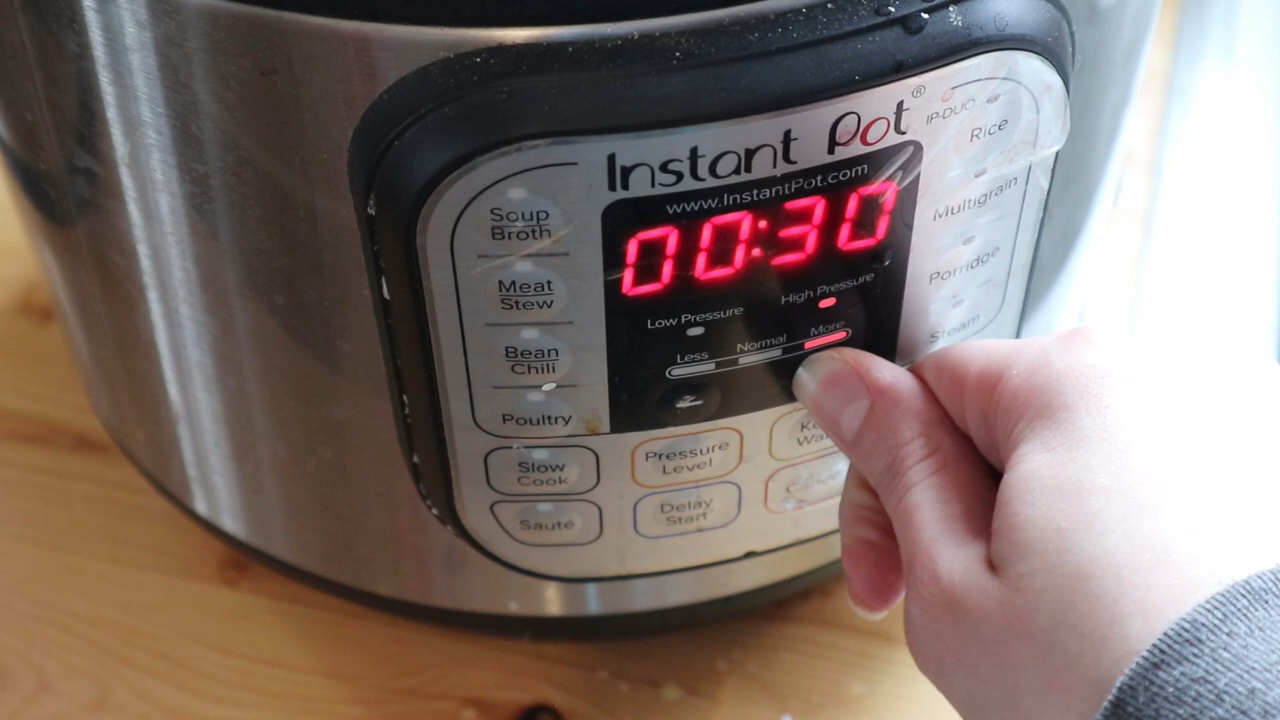 Instant Pot®
IP-DUO
www.InstantPot.com
00:30
Low Pressure
High Pressure
Less
Normal
More
Soup
Broth
Meat
Stew
Bean
Chili
Poultry
Slow
Cook
Sauté
Pressure
Level
Delay
Start
Rice
Multigrain
Porridge
Steam